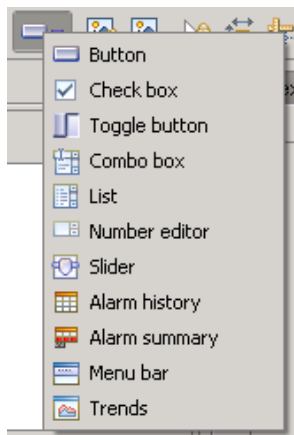 Button
Check box
Toggle button
Combo box
List
Number editor
Slider
Alarm history
Alarm summary
Menu bar
Trends